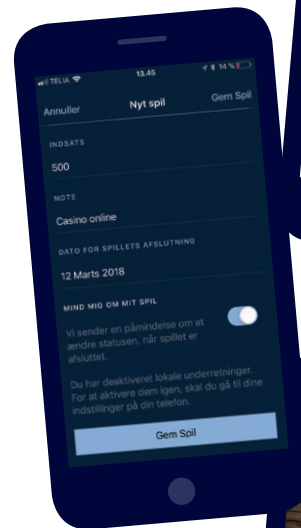 TELIA 13.45 14 %
Annuller Nyt spil Gem Spil
INDSATS
500
NOTE
Casino online
DATO FOR SPILLETS AFSLUTNING
12 Marts 2018
MIND MIG OM MIT SPIL
Vi sender en påmindelse om at
ændre statusen, når spillet er
afsluttet.
Du har deaktiveret lokale underretninger.
For at aktivere dem igen, skal du gå til dine
indstillinger på din telefon.
Gem Spil